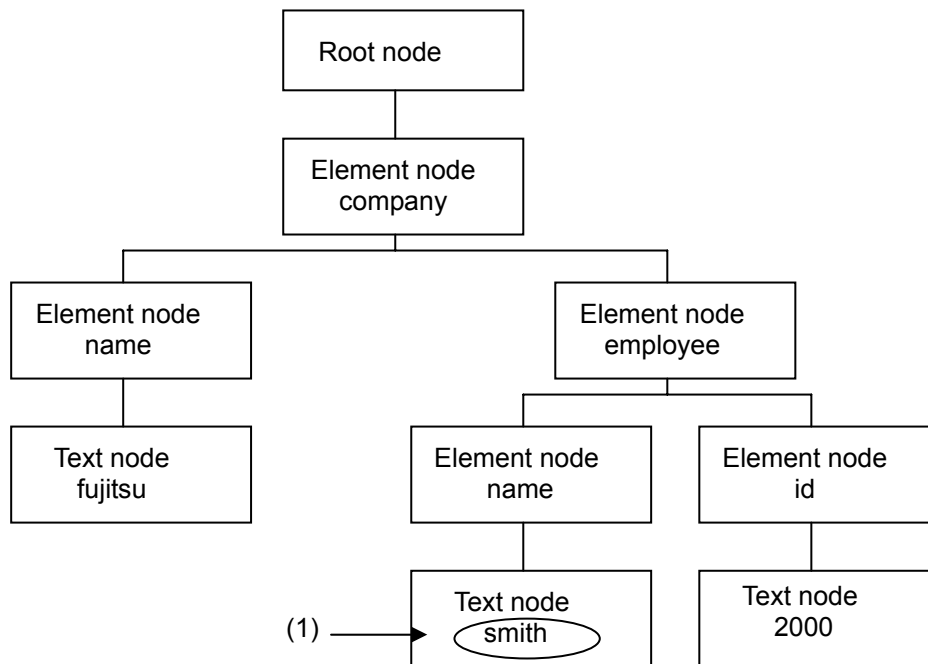 Root node
Element node
company
Element node
name
Element node
employee
Text node
fujitsu
Element node
name
Element node
id
(1)
Text node
smith
Text node
2000